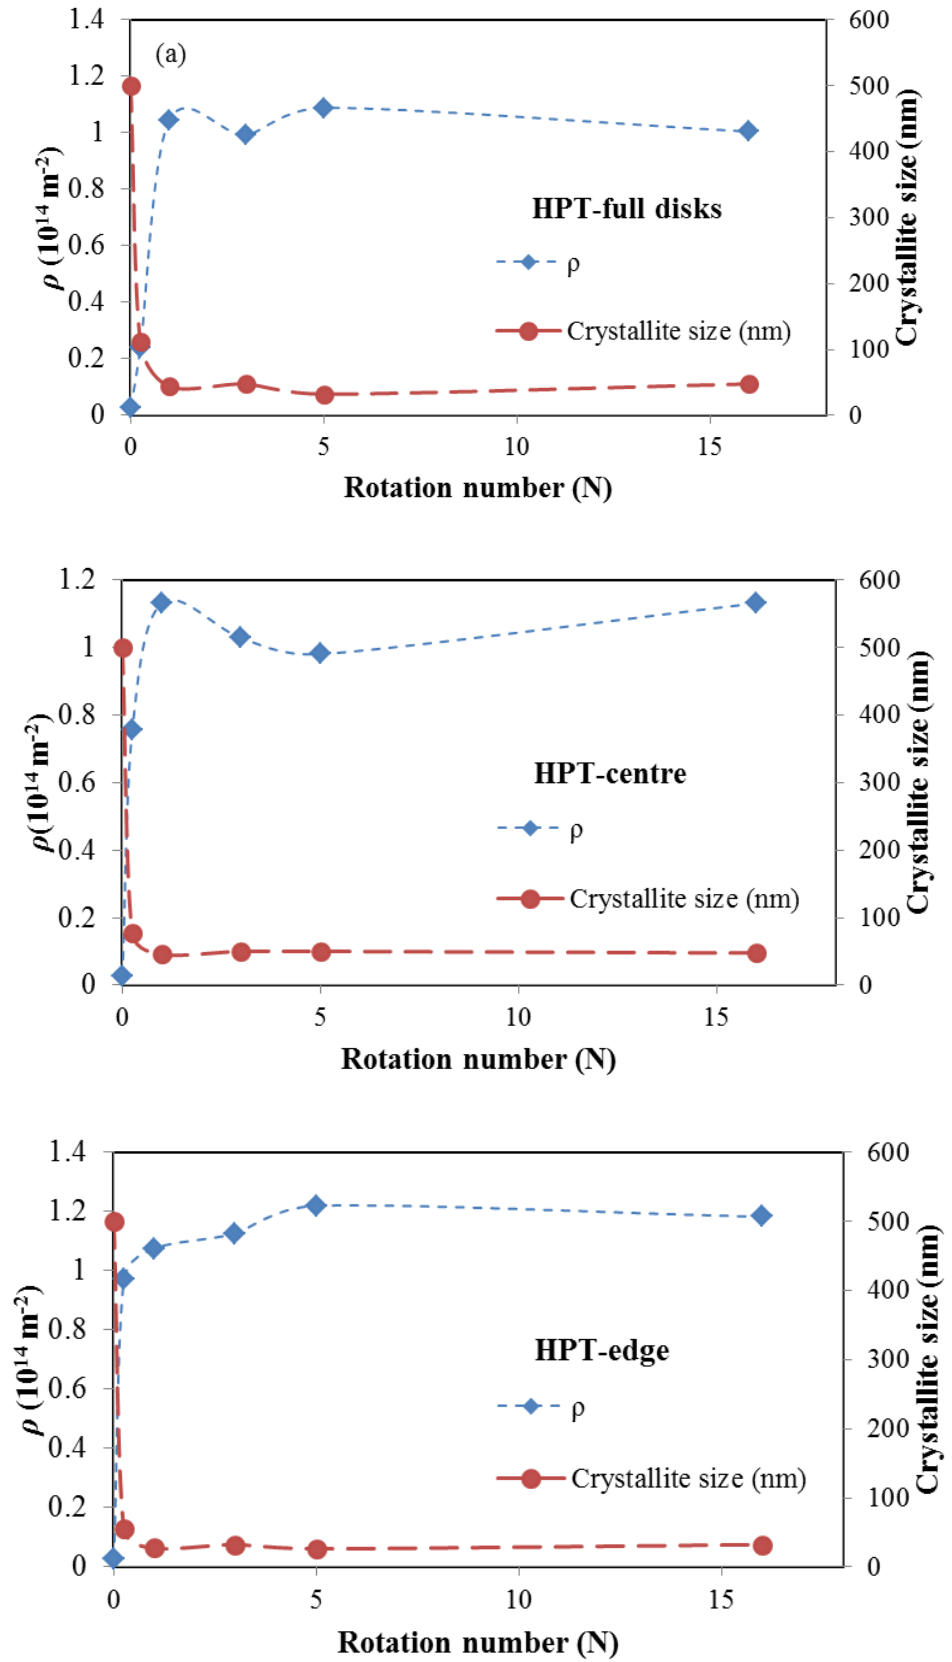 (a)
1.4
1.2
1
0.8
0.6
0.4
0.2
0
ρ (10¹⁴ m⁻²)
600
500
400
300
200
100
0
Crystallite size (nm)
HPT-full disks
ρ
Crystallite size (nm)
0 5 10 15
Rotation number (N)
1.2
1
0.8
0.6
0.4
0.2
0
ρ(10¹⁴ m⁻²)
600
500
400
300
200
100
0
Crystallite size (nm)
HPT-centre
ρ
Crystallite size (nm)
0 5 10 15
Rotation number (N)
1.4
1.2
1
0.8
0.6
0.4
0.2
0
ρ (10¹⁴ m⁻²)
600
500
400
300
200
100
0
Crystallite size (nm)
HPT-edge
ρ
Crystallite size (nm)
0 5 10 15
Rotation number (N)